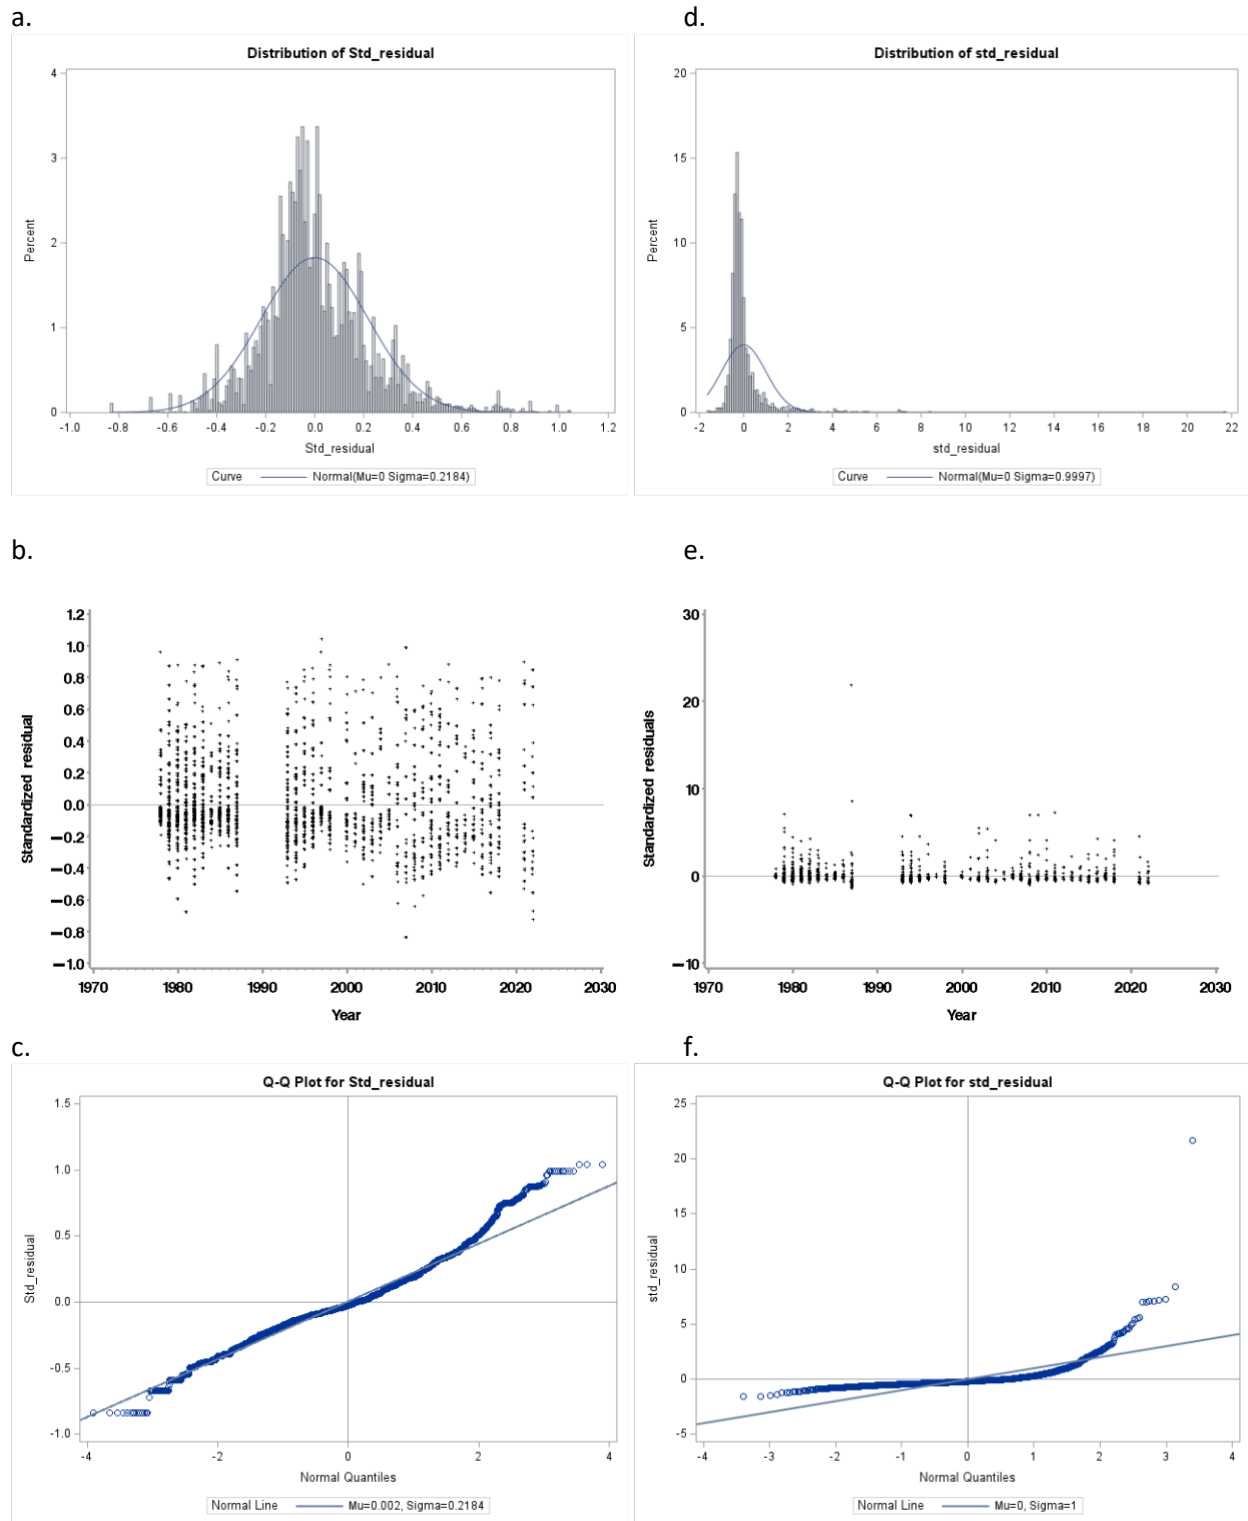 a.
Distribution of Std_residual
4
3
2
1
0
Percent
-1.0 -0.8 -0.6 -0.4 -0.2 0.0 0.2 0.4 0.6 0.8 1.0 1.2
Std_residual
Curve Normal(Mu=0 Sigma=0.2184)
d.
Distribution of std_residual
20
15
10
5
0
Percent
-2 0 2 4 6 8 10 12 14 16 18 20 22
std_residual
Curve Normal(Mu=0 Sigma=0.9997)
b.
1.2
1.0
0.8
0.6
0.4
0.2
0.0
−0.2
−0.4
−0.6
−0.8
−1.0
Standardized residual
1970 1980 1990 2000 2010 2020 2030
Year
e.
30
20
10
0
−10
Standardized residuals
1970 1980 1990 2000 2010 2020 2030
Year
c.
Q-Q Plot for Std_residual
1.5
1.0
0.5
0.0
-0.5
-1.0
Std_residual
-4 -2 0 2 4
Normal Quantiles
Normal Line Mu=0.002, Sigma=0.2184
f.
Q-Q Plot for std_residual
25
20
15
10
5
0
-5
std_residual
-4 -3 -2 -1 0 1 2 3 4
Normal Quantiles
Normal Line Mu=0, Sigma=1